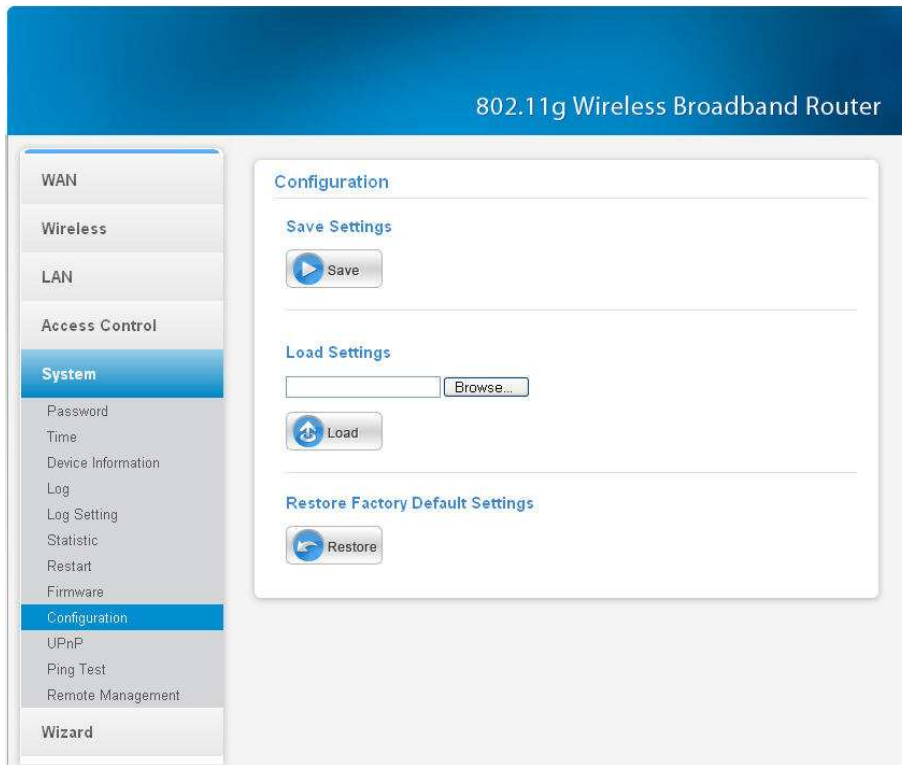 802.11g Wireless Broadband Router
WAN
Wireless
LAN
Access Control
System
Password
Time
Device Information
Log
Log Setting
Statistic
Restart
Firmware
Configuration
UPnP
Ping Test
Remote Management
Wizard
Configuration
Save Settings
Save
Load Settings
Browse...
Load
Restore Factory Default Settings
Restore